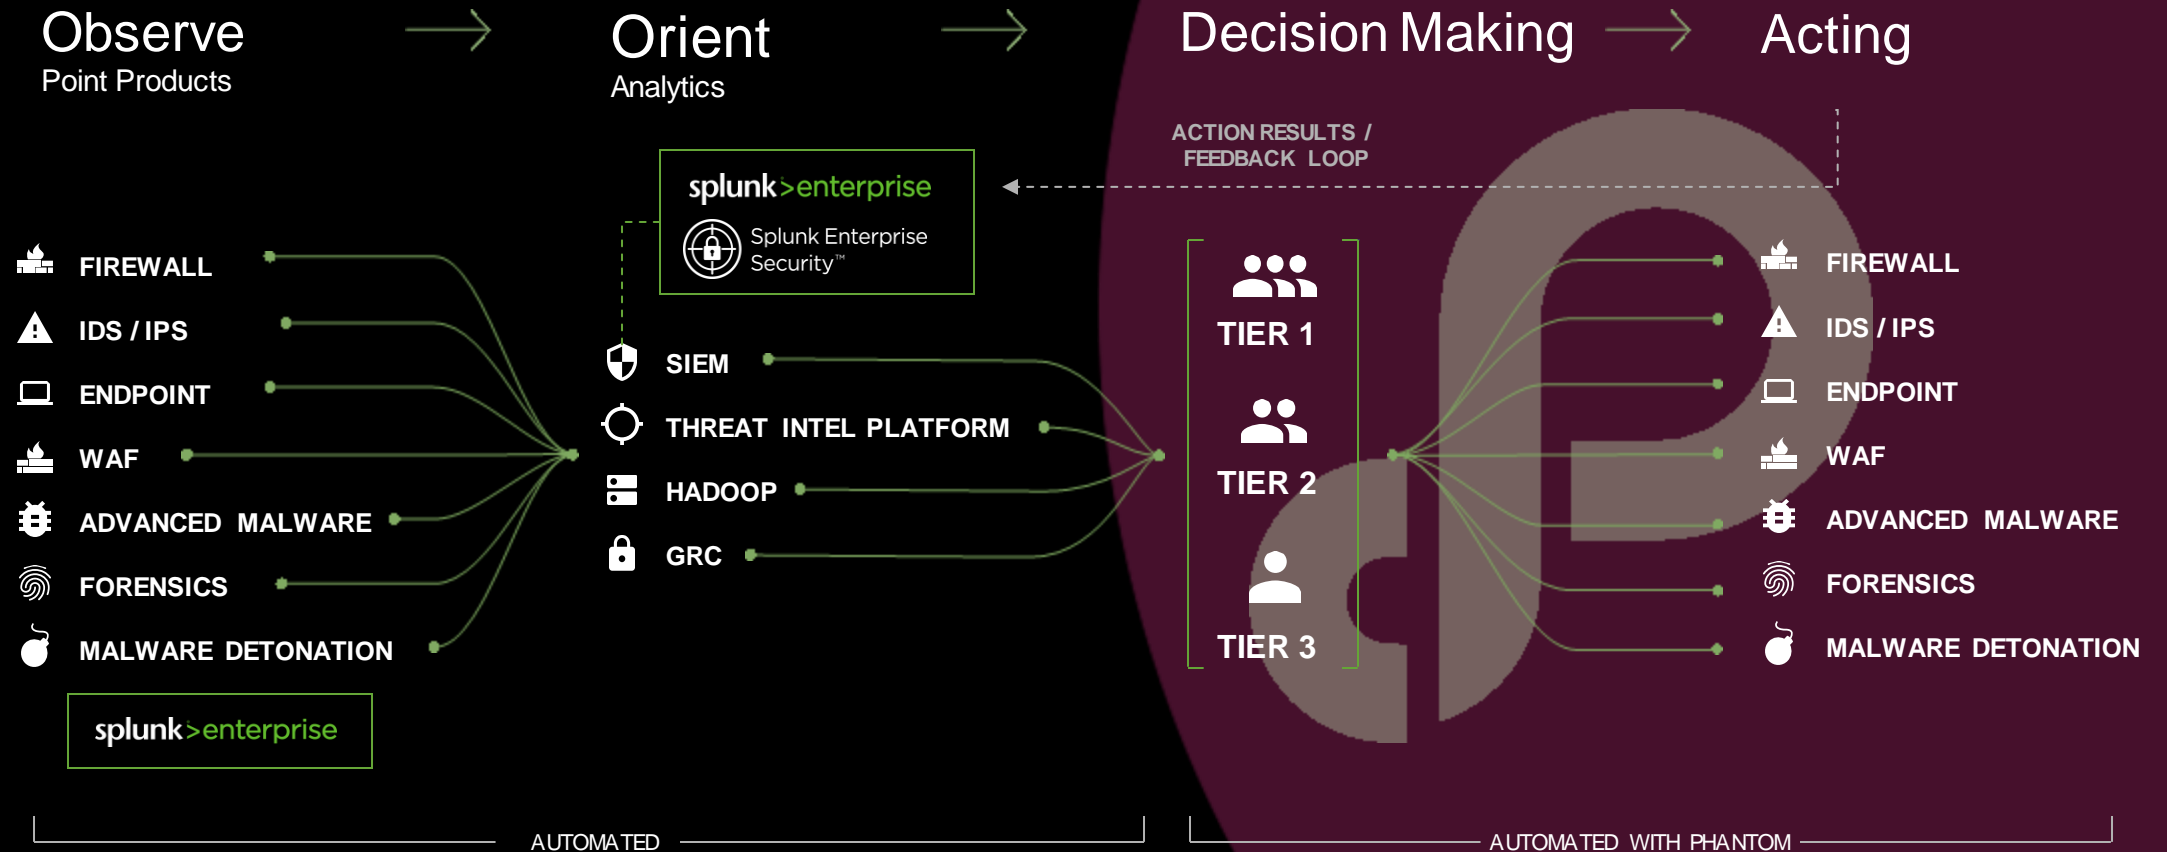 Observe
Point Products
Orient
Analytics
Decision Making
Acting
ACTION RESULTS /
FEEDBACK LOOP
splunk>enterprise
Splunk Enterprise
Security™
FIREWALL
IDS / IPS
ENDPOINT
WAF
ADVANCED MALWARE
FORENSICS
MALWARE DETONATION
splunk>enterprise
SIEM
THREAT INTEL PLATFORM
HADOOP
GRC
TIER 1
TIER 2
TIER 3
FIREWALL
IDS / IPS
ENDPOINT
WAF
ADVANCED MALWARE
FORENSICS
MALWARE DETONATION
AUTOMATED
AUTOMATED WITH PHANTOM